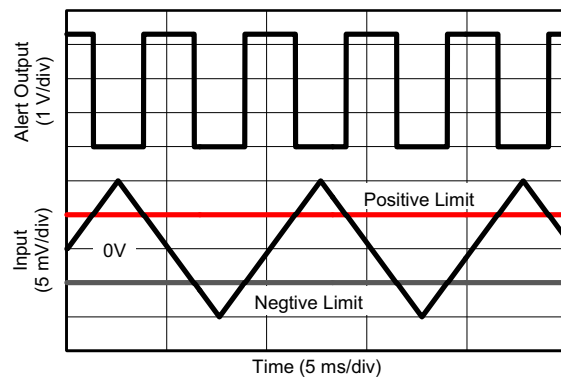 Alert Output
(1 V/div)
Positive Limit
Input
(5 mV/div)
0V
Negtive Limit
Time (5 ms/div)